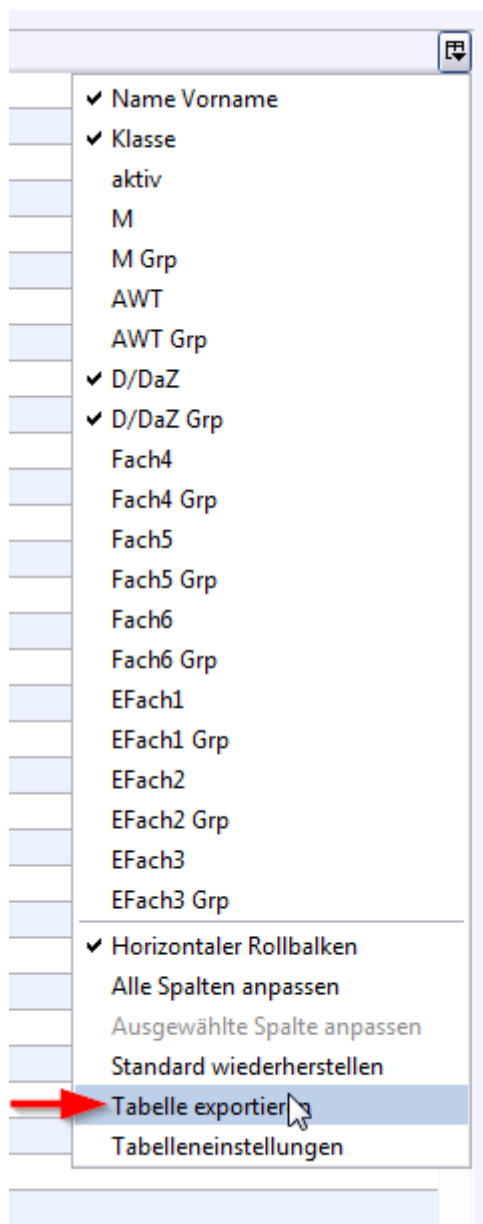 Name Vorname
Klasse
aktiv
M
M Grp
AWT
AWT Grp
D/DaZ
D/DaZ Grp
Fach4
Fach4 Grp
Fach5
Fach5 Grp
Fach6
Fach6 Grp
EFach1
EFach1 Grp
EFach2
EFach2 Grp
EFach3
EFach3 Grp
Horizontaler Rollbalken
Alle Spalten anpassen
Ausgewählte Spalte anpassen
Standard wiederherstellen
Tabelle exportieren
Tabelleneinstellungen